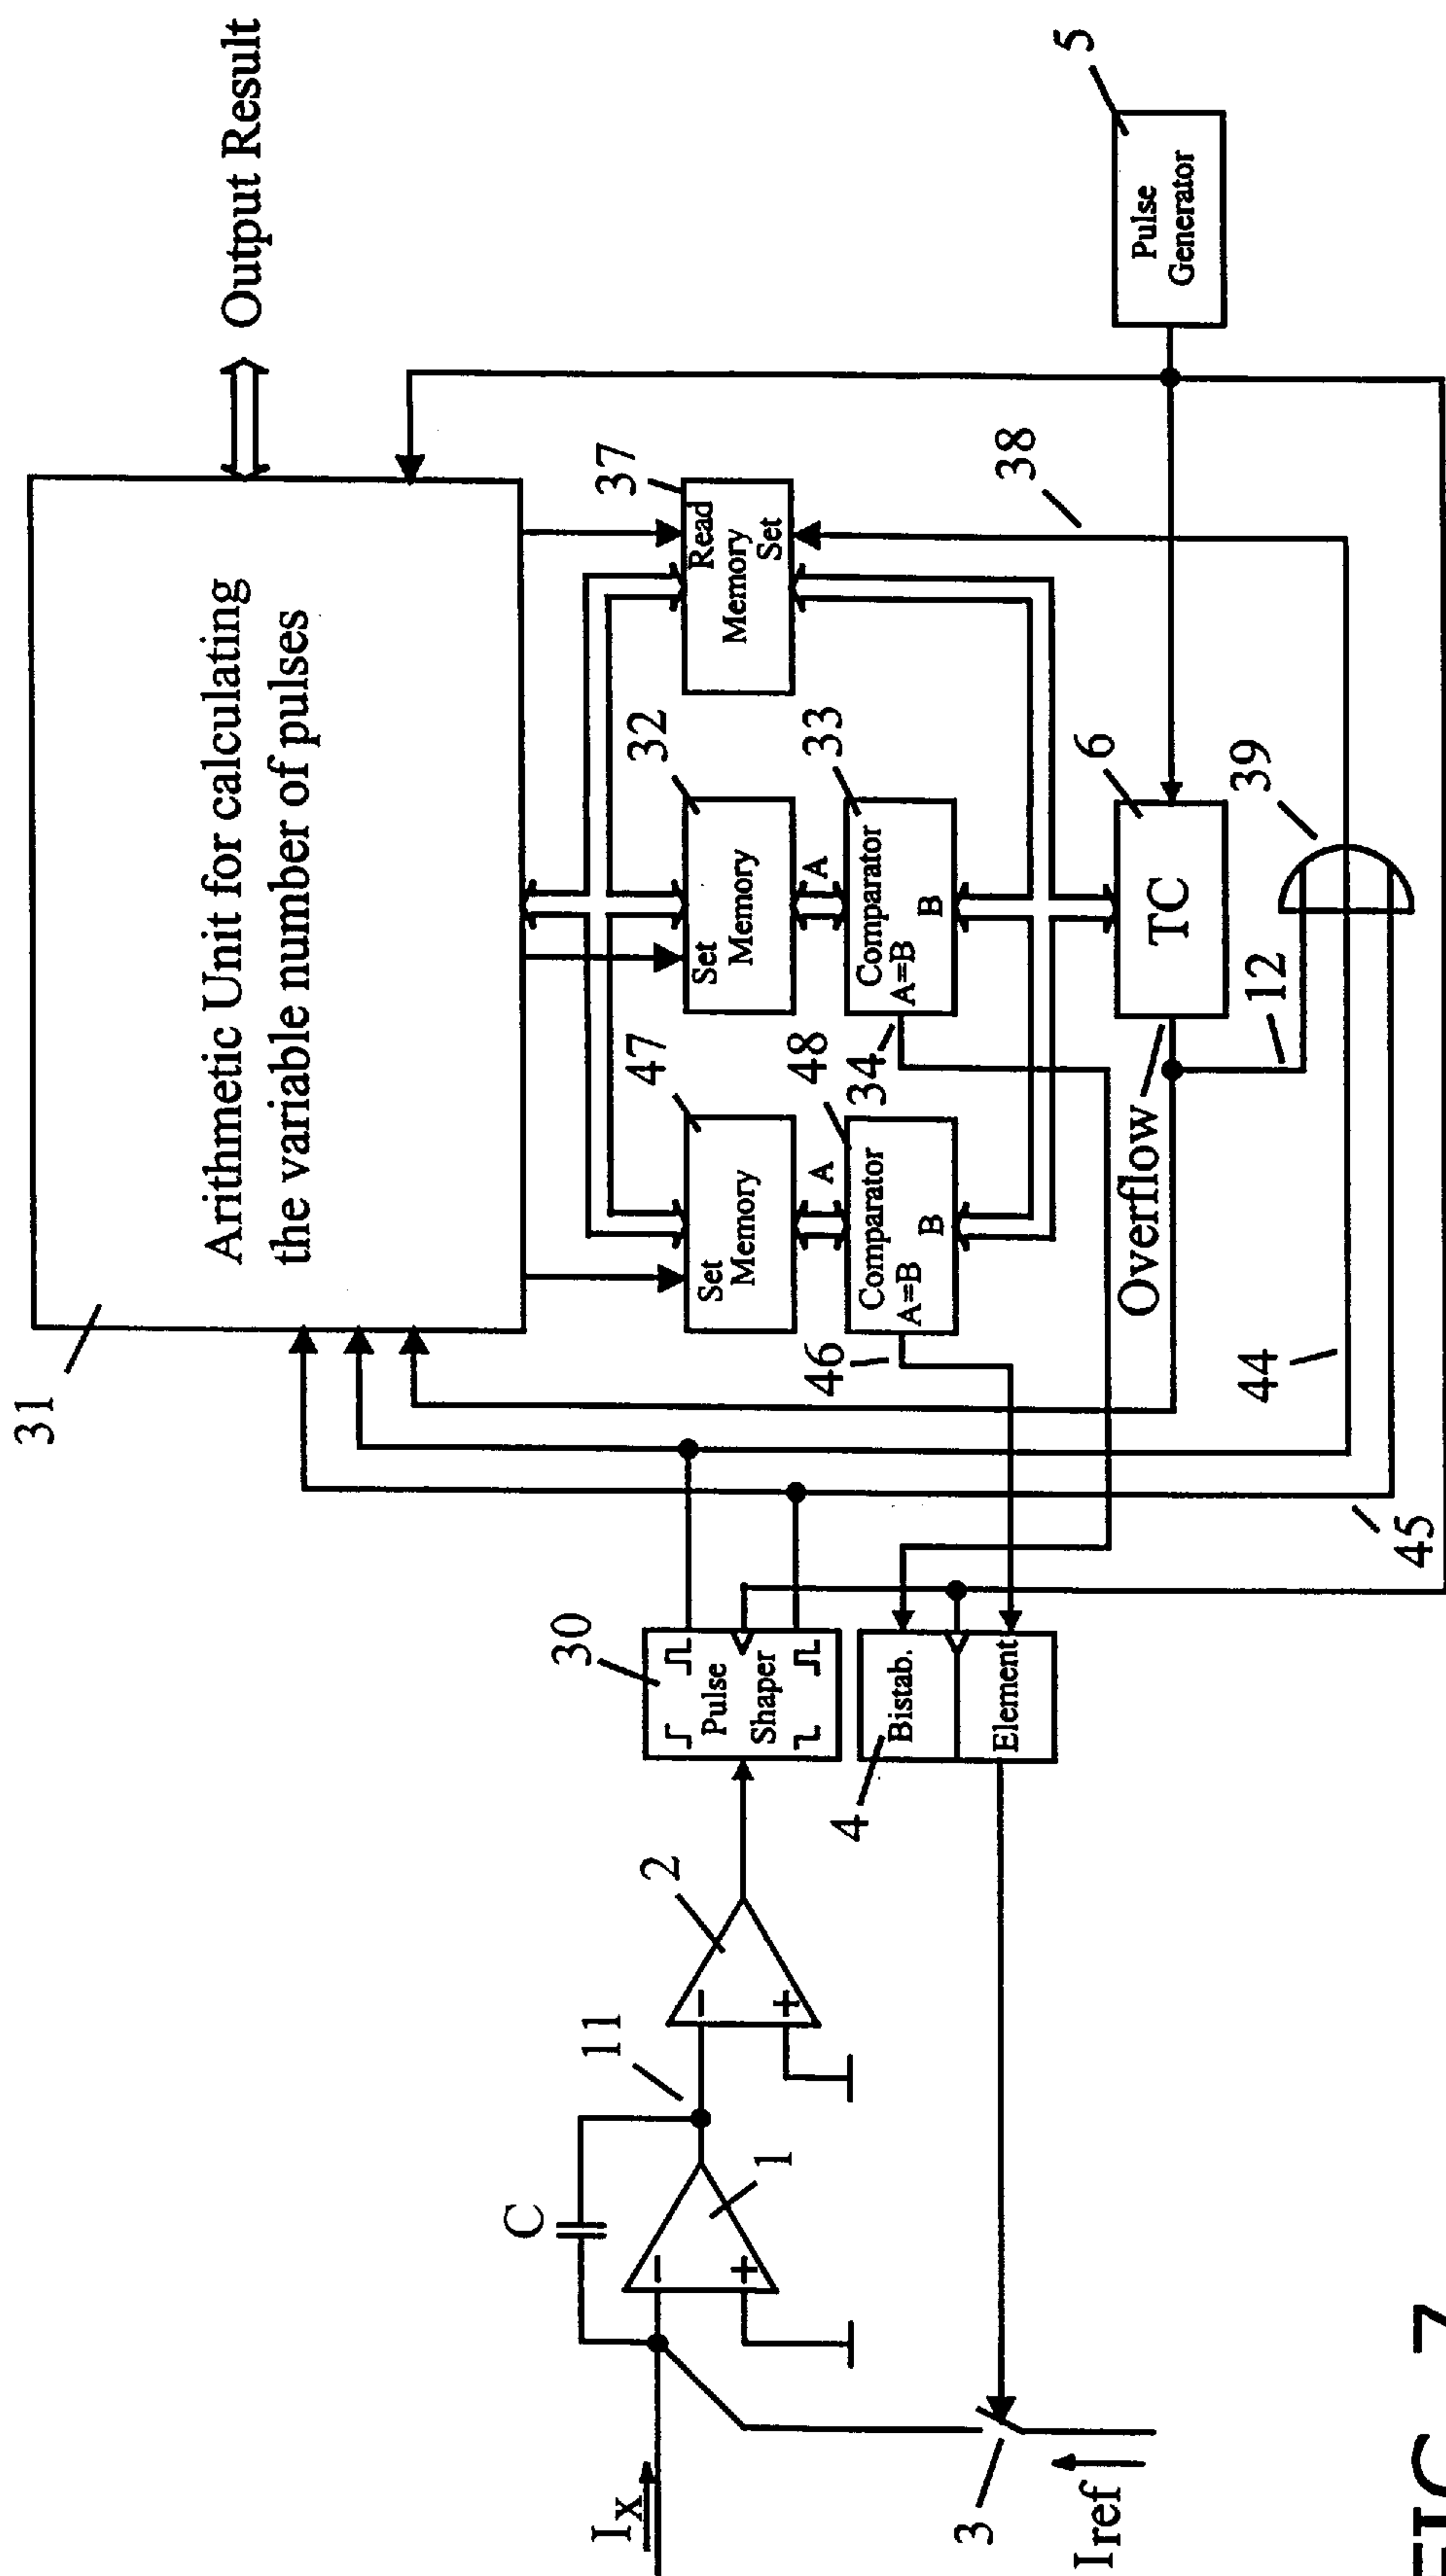 31
Arithmetic Unit for calculating
the variable number of pulses
Output Result
47
Set
Memory
32
Set
Memory
37
Read
Memory
Set
A
A
48
Comparator
A=B
B
46
33
Comparator
A=B
B
34
38
5
Pulse
Generator
6
TC
Overflow
12
39
44
45
30
Pulse
Shaper
4
Bistab.
Element
2
11
C
1
-
+
-
+
Ix
3
Iref
FIG. 7